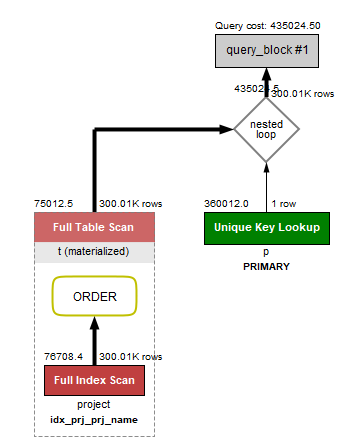 Query cost: 435024.50
query_block #1
435024.5
300.01K rows
nested
loop
75012.5
300.01K rows
360012.0
1 row
Full Table Scan
Unique Key Lookup
t (materialized)
p
PRIMARY
ORDER
76708.4
300.01K rows
Full Index Scan
project
idx_prj_prj_name